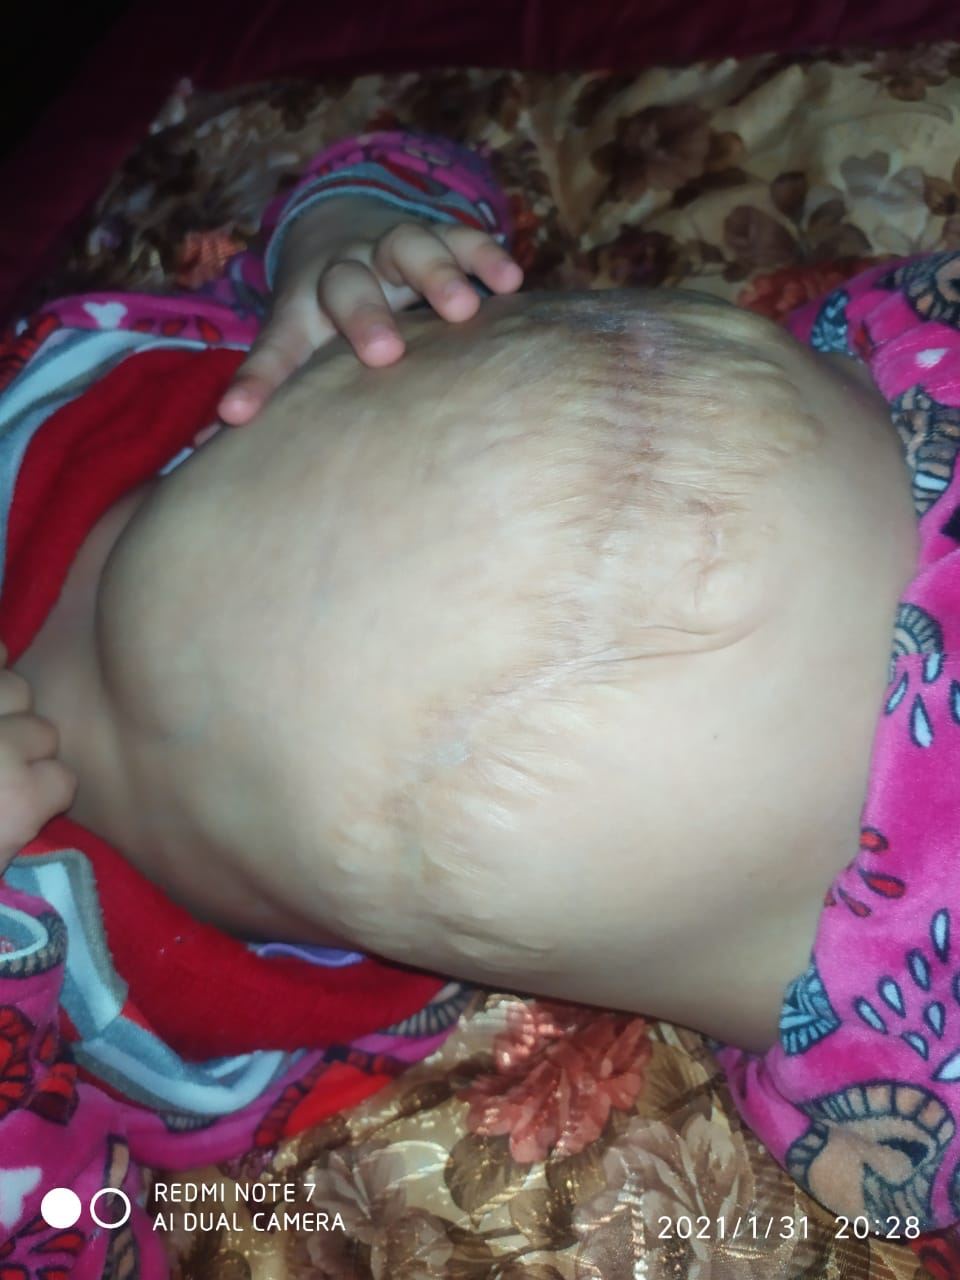 REDMI NOTE 7
AI DUAL CAMERA
2021/1/31 20:28